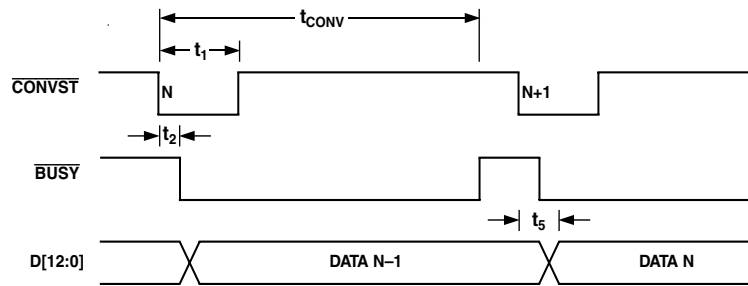 tCONV
t1
CONVST
N
N+1
t2
BUSY
t5
D[12:0]
DATA N–1
DATA N